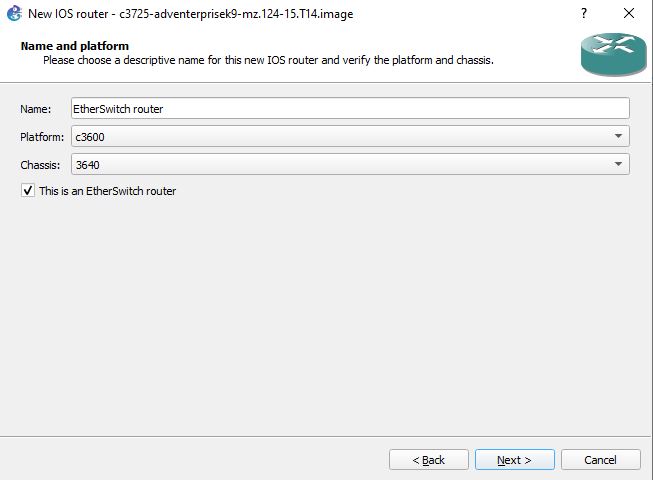 New IOS router - c3725-adventerprisek9-mz.124-15.T14.image
?
Name and platform
Please choose a descriptive name for this new IOS router and verify the platform and chassis.
Name: EtherSwitch router
Platform: c3600
Chassis: 3640
This is an EtherSwitch router
< Back Next > Cancel